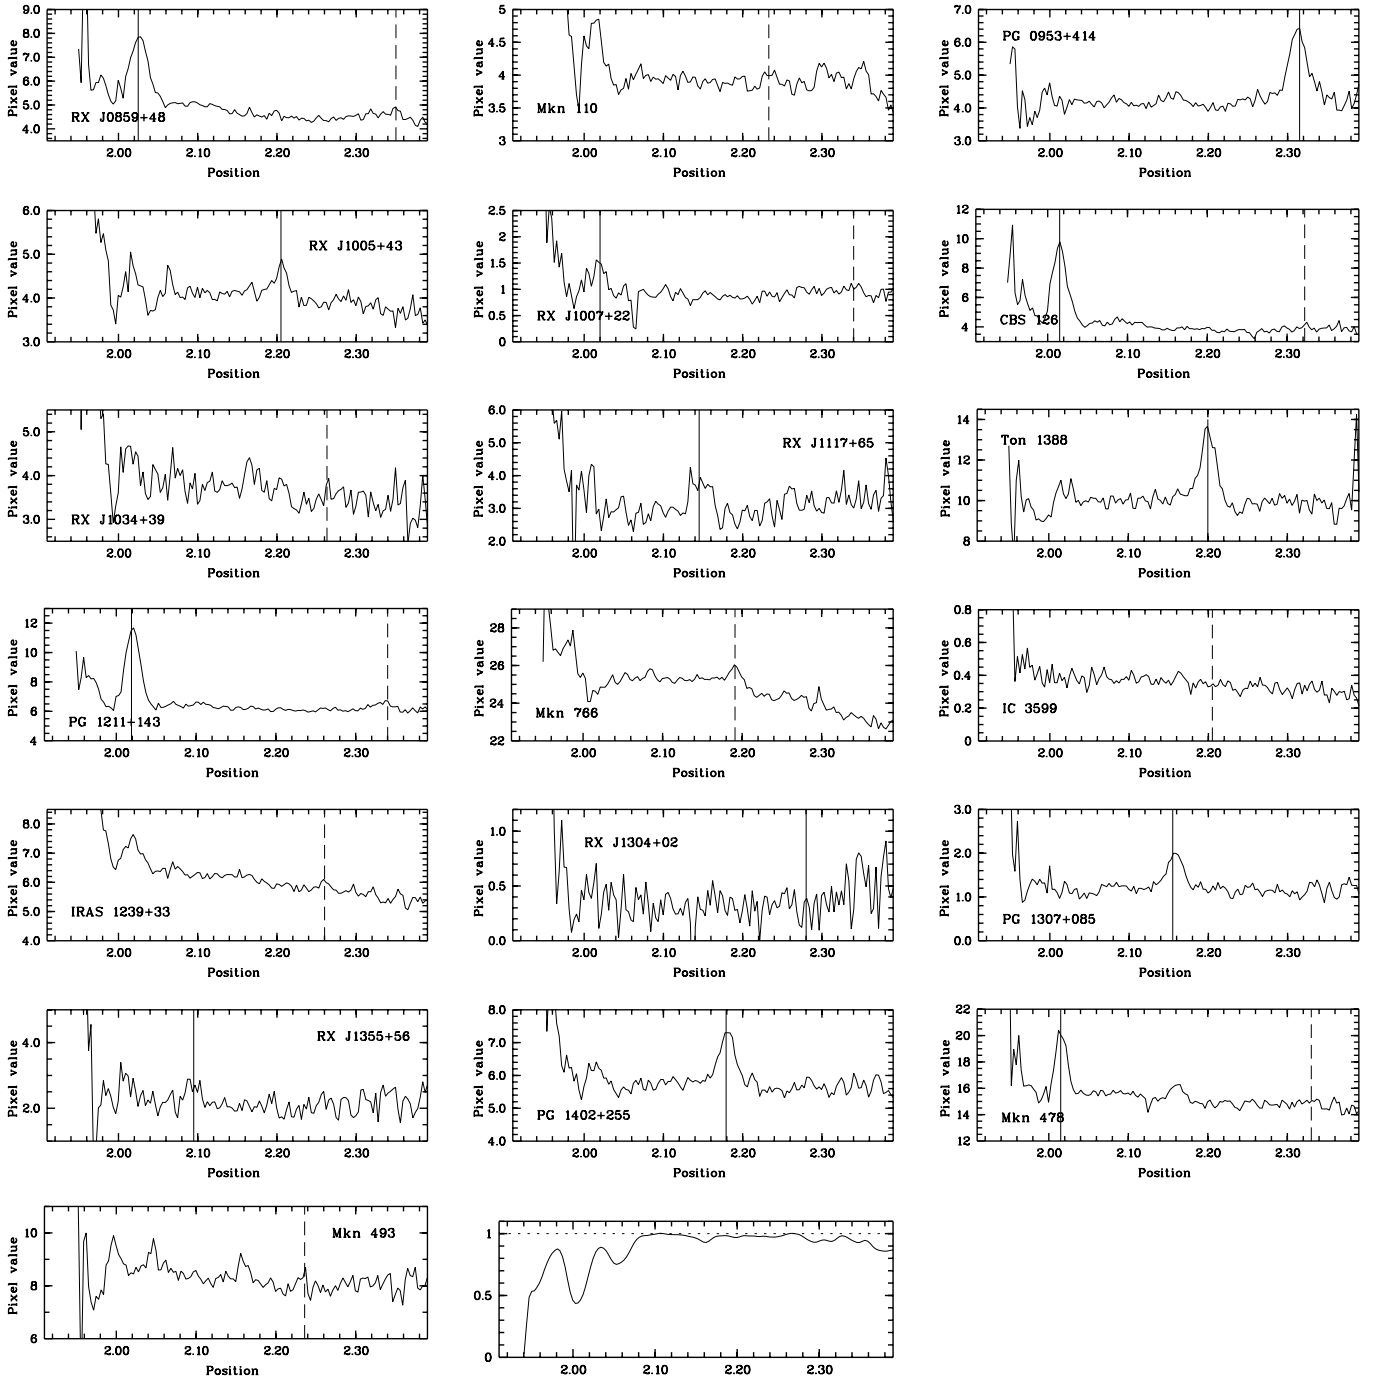 9.0
8.0
7.0
6.0
5.0
4.0
Pixel value
RX J0859+48
2.00 2.10 2.20 2.30
Position
5
4.5
4
3.5
3
Pixel value
Mkn 110
2.00 2.10 2.20 2.30
Position
7.0
6.0
5.0
4.0
3.0
Pixel value
PG 0953+414
2.00 2.10 2.20 2.30
Position
6.0
5.0
4.0
3.0
Pixel value
RX J1005+43
2.00 2.10 2.20 2.30
Position
2.5
2
1.5
1
0.5
0
Pixel value
RX J1007+22
2.00 2.10 2.20 2.30
Position
12
10
8
6
4
Pixel value
CBS 126
2.00 2.10 2.20 2.30
Position
5.0
4.0
3.0
Pixel value
RX J1034+39
2.00 2.10 2.20 2.30
Position
6.0
5.0
4.0
3.0
2.0
Pixel value
RX J1117+65
2.00 2.10 2.20 2.30
Position
14
12
10
8
Pixel value
Ton 1388
2.00 2.10 2.20 2.30
Position
12
10
8
6
4
Pixel value
PG 1211+143
2.00 2.10 2.20 2.30
Position
28
26
24
22
Pixel value
Mkn 766
2.00 2.10 2.20 2.30
Position
0.8
0.6
0.4
0.2
0
Pixel value
IC 3599
2.00 2.10 2.20 2.30
Position
8.0
7.0
6.0
5.0
4.0
Pixel value
IRAS 1239+33
2.00 2.10 2.20 2.30
Position
1.0
0.5
0.0
Pixel value
RX J1304+02
2.00 2.10 2.20 2.30
Position
3.0
2.0
1.0
0.0
Pixel value
PG 1307+085
2.00 2.10 2.20 2.30
Position
4.0
2.0
Pixel value
RX J1355+56
2.00 2.10 2.20 2.30
Position
8.0
7.0
6.0
5.0
4.0
Pixel value
PG 1402+255
2.00 2.10 2.20 2.30
Position
22
20
18
16
14
12
Pixel value
Mkn 478
2.00 2.10 2.20 2.30
Position
10
8
6
Pixel value
Mkn 493
2.00 2.10 2.20 2.30
Position
1
0.5
0
2.00 2.10 2.20 2.30